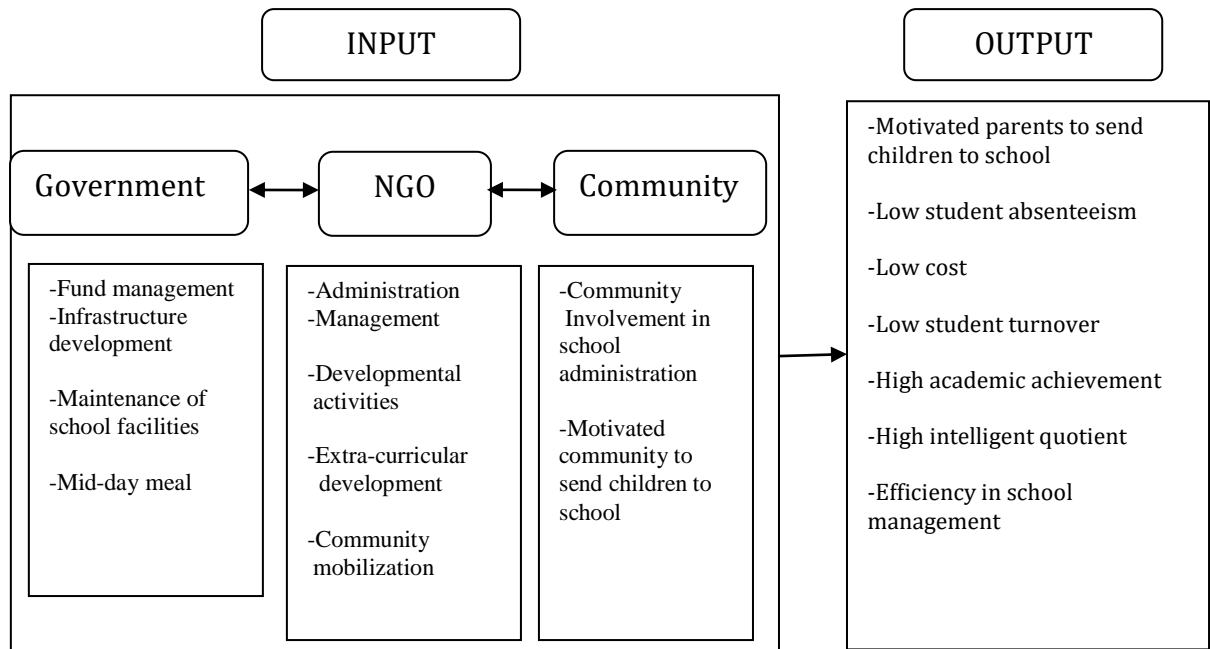 INPUT
OUTPUT
Government
NGO
Community
-Fund management
-Infrastructure
development
-Maintenance of
school facilities
-Mid-day meal
-Administration
-Management
-Developmental
activities
-Extra-curricular
development
-Community
mobilization
-Community
Involvement in
school
administration
-Motivated
community to
send children to
school
-Motivated parents to send
children to school
-Low student absenteeism
-Low cost
-Low student turnover
-High academic achievement
-High intelligent quotient
-Efficiency in school
management